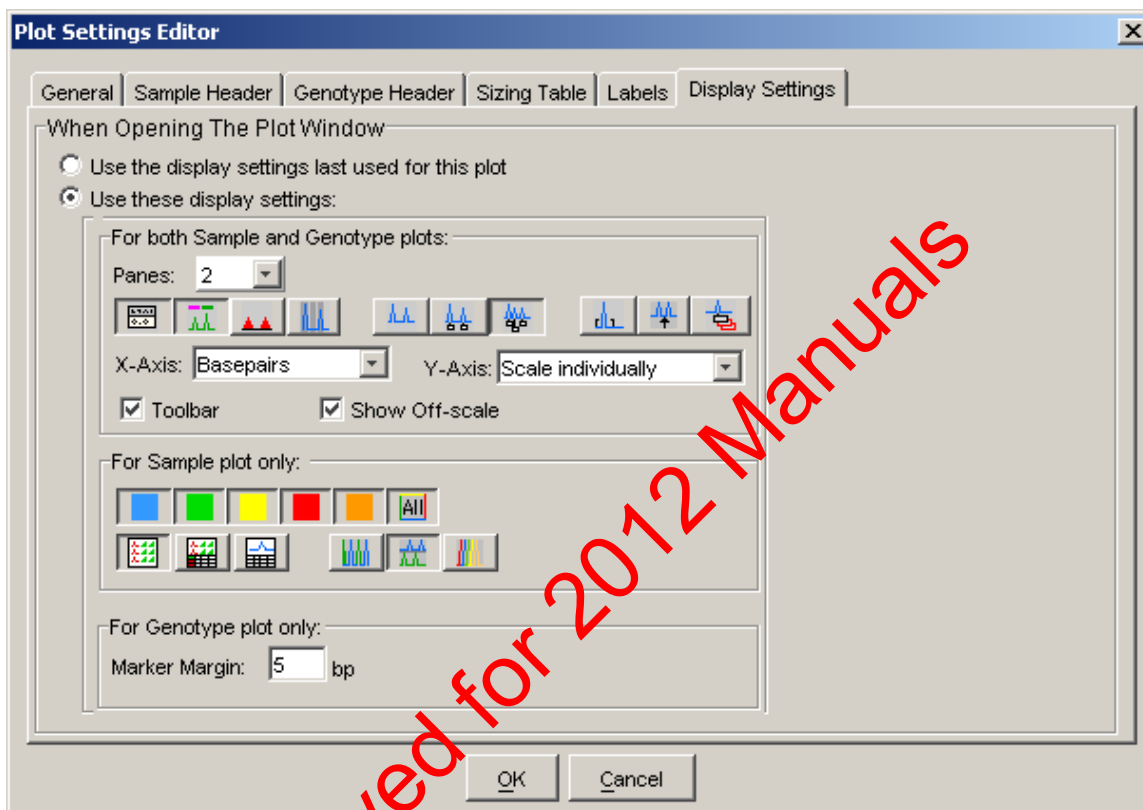 Plot Settings Editor
General Sample Header Genotype Header Sizing Table Labels Display Settings
When Opening The Plot Window
Use the display settings last used for this plot
Use these display settings:
For both Sample and Genotype plots:
Panes: 2
X-Axis: Basepairs Y-Axis: Scale individually
Toolbar Show Off-scale
For Sample plot only:
All
For Genotype plot only:
Marker Margin: 5 bp
OK Cancel
ved for 2012 Manuals